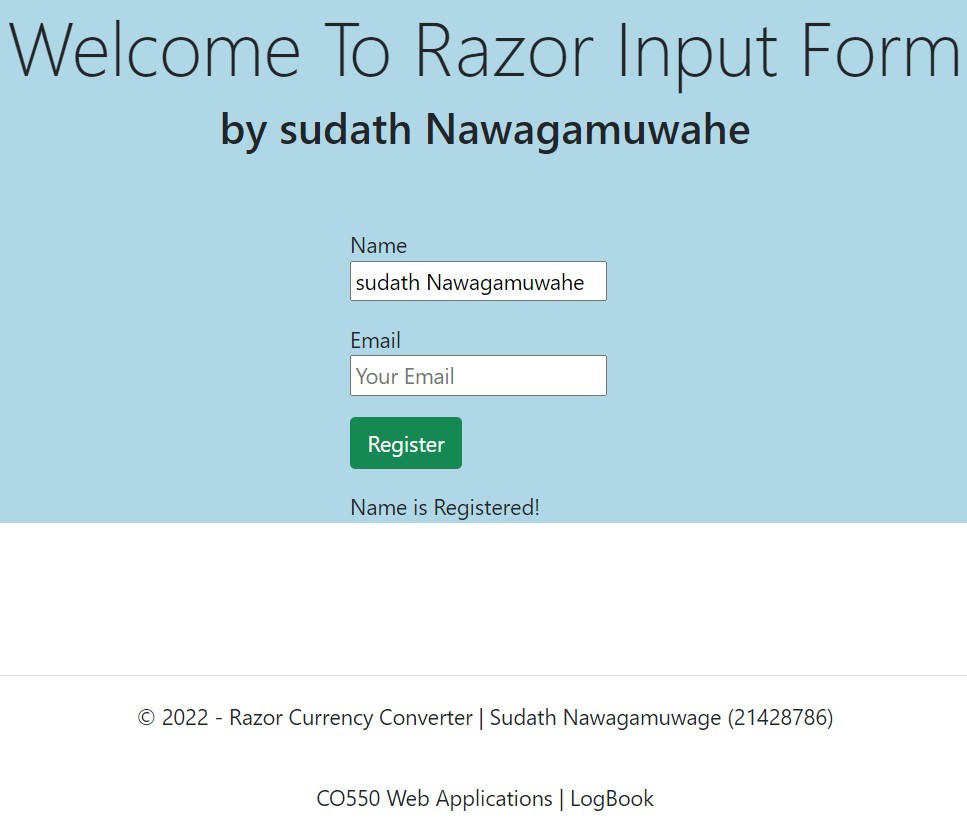 Welcome To Razor Input Form
by sudath Nawagamuwahe
Name
sudath Nawagamuwahe
Email
Your Email
Register
Name is Registered!
© 2022 - Razor Currency Converter | Sudath Nawagamuwage (21428786)
CO550 Web Applications | LogBook